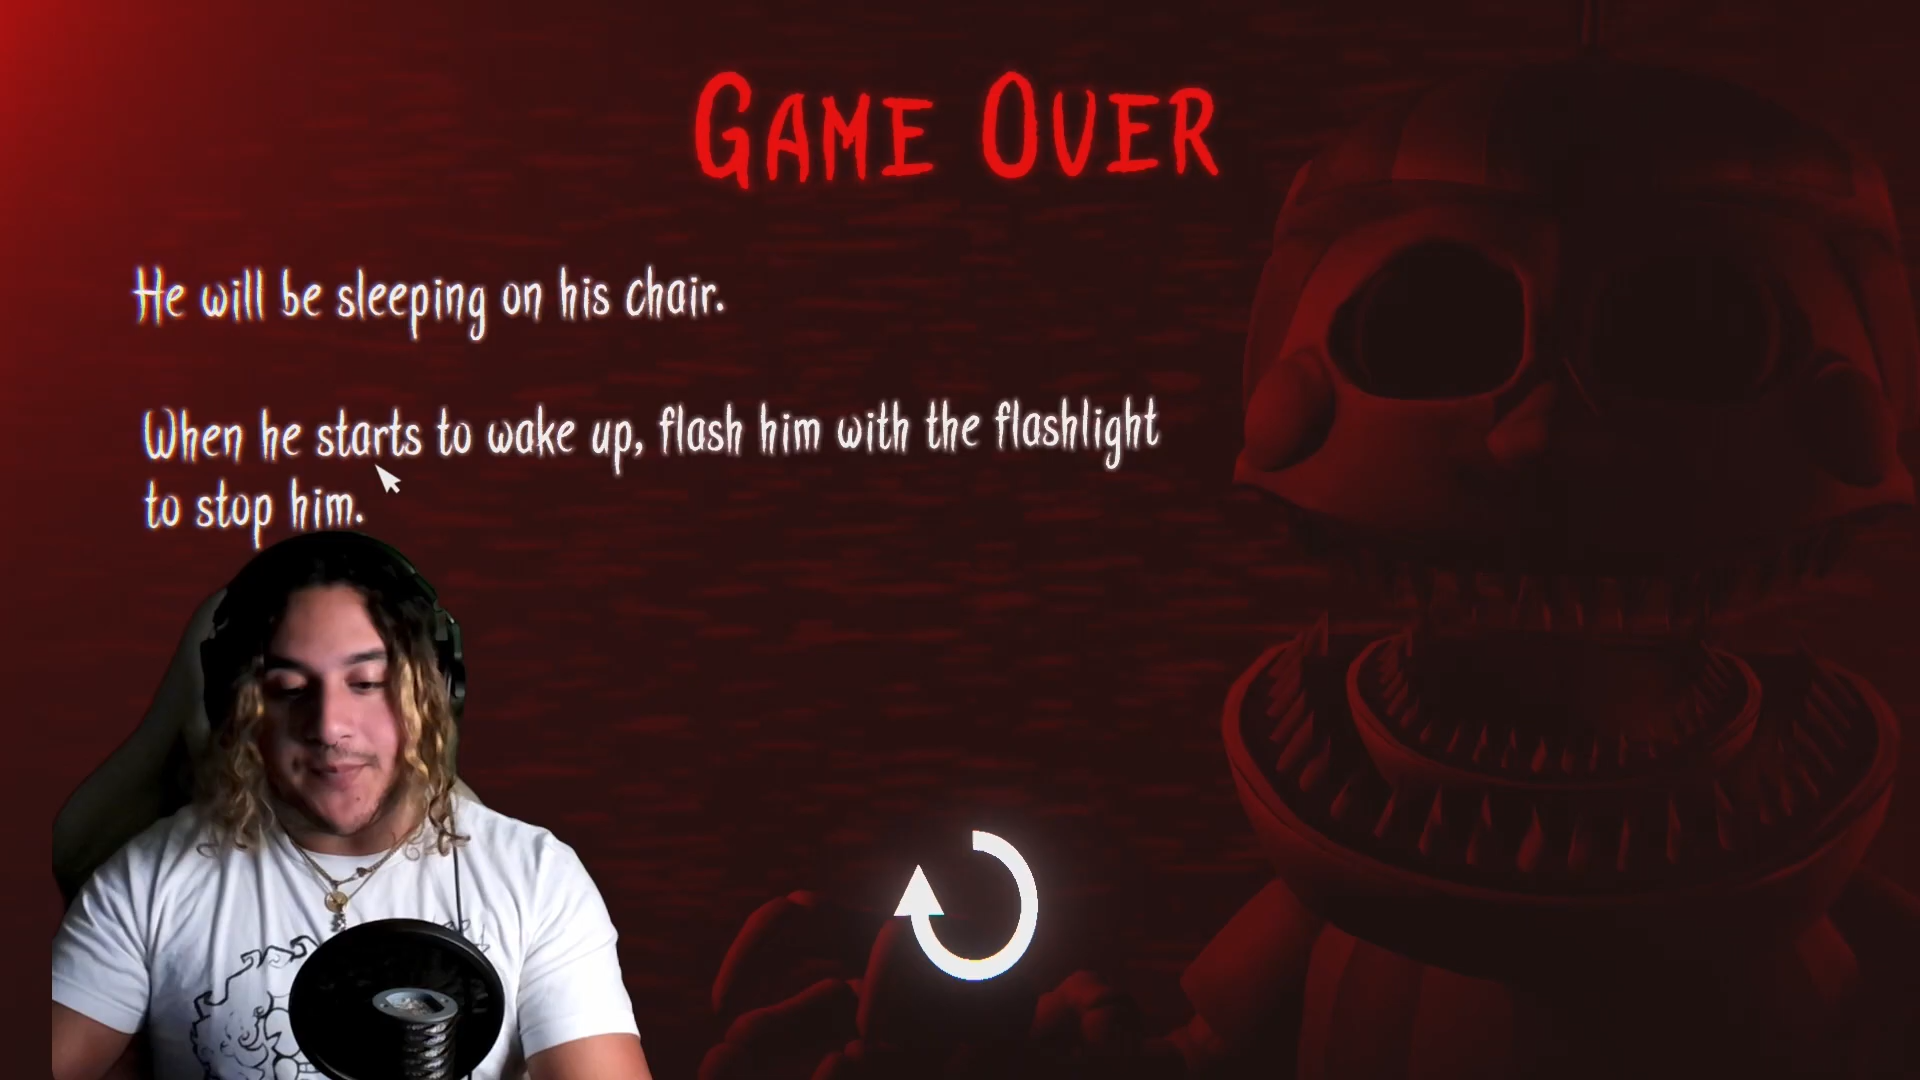 GAME OVER
He will be sleeping on his chair.
When he starts to wake up, flash him with the flashlight
to stop him.